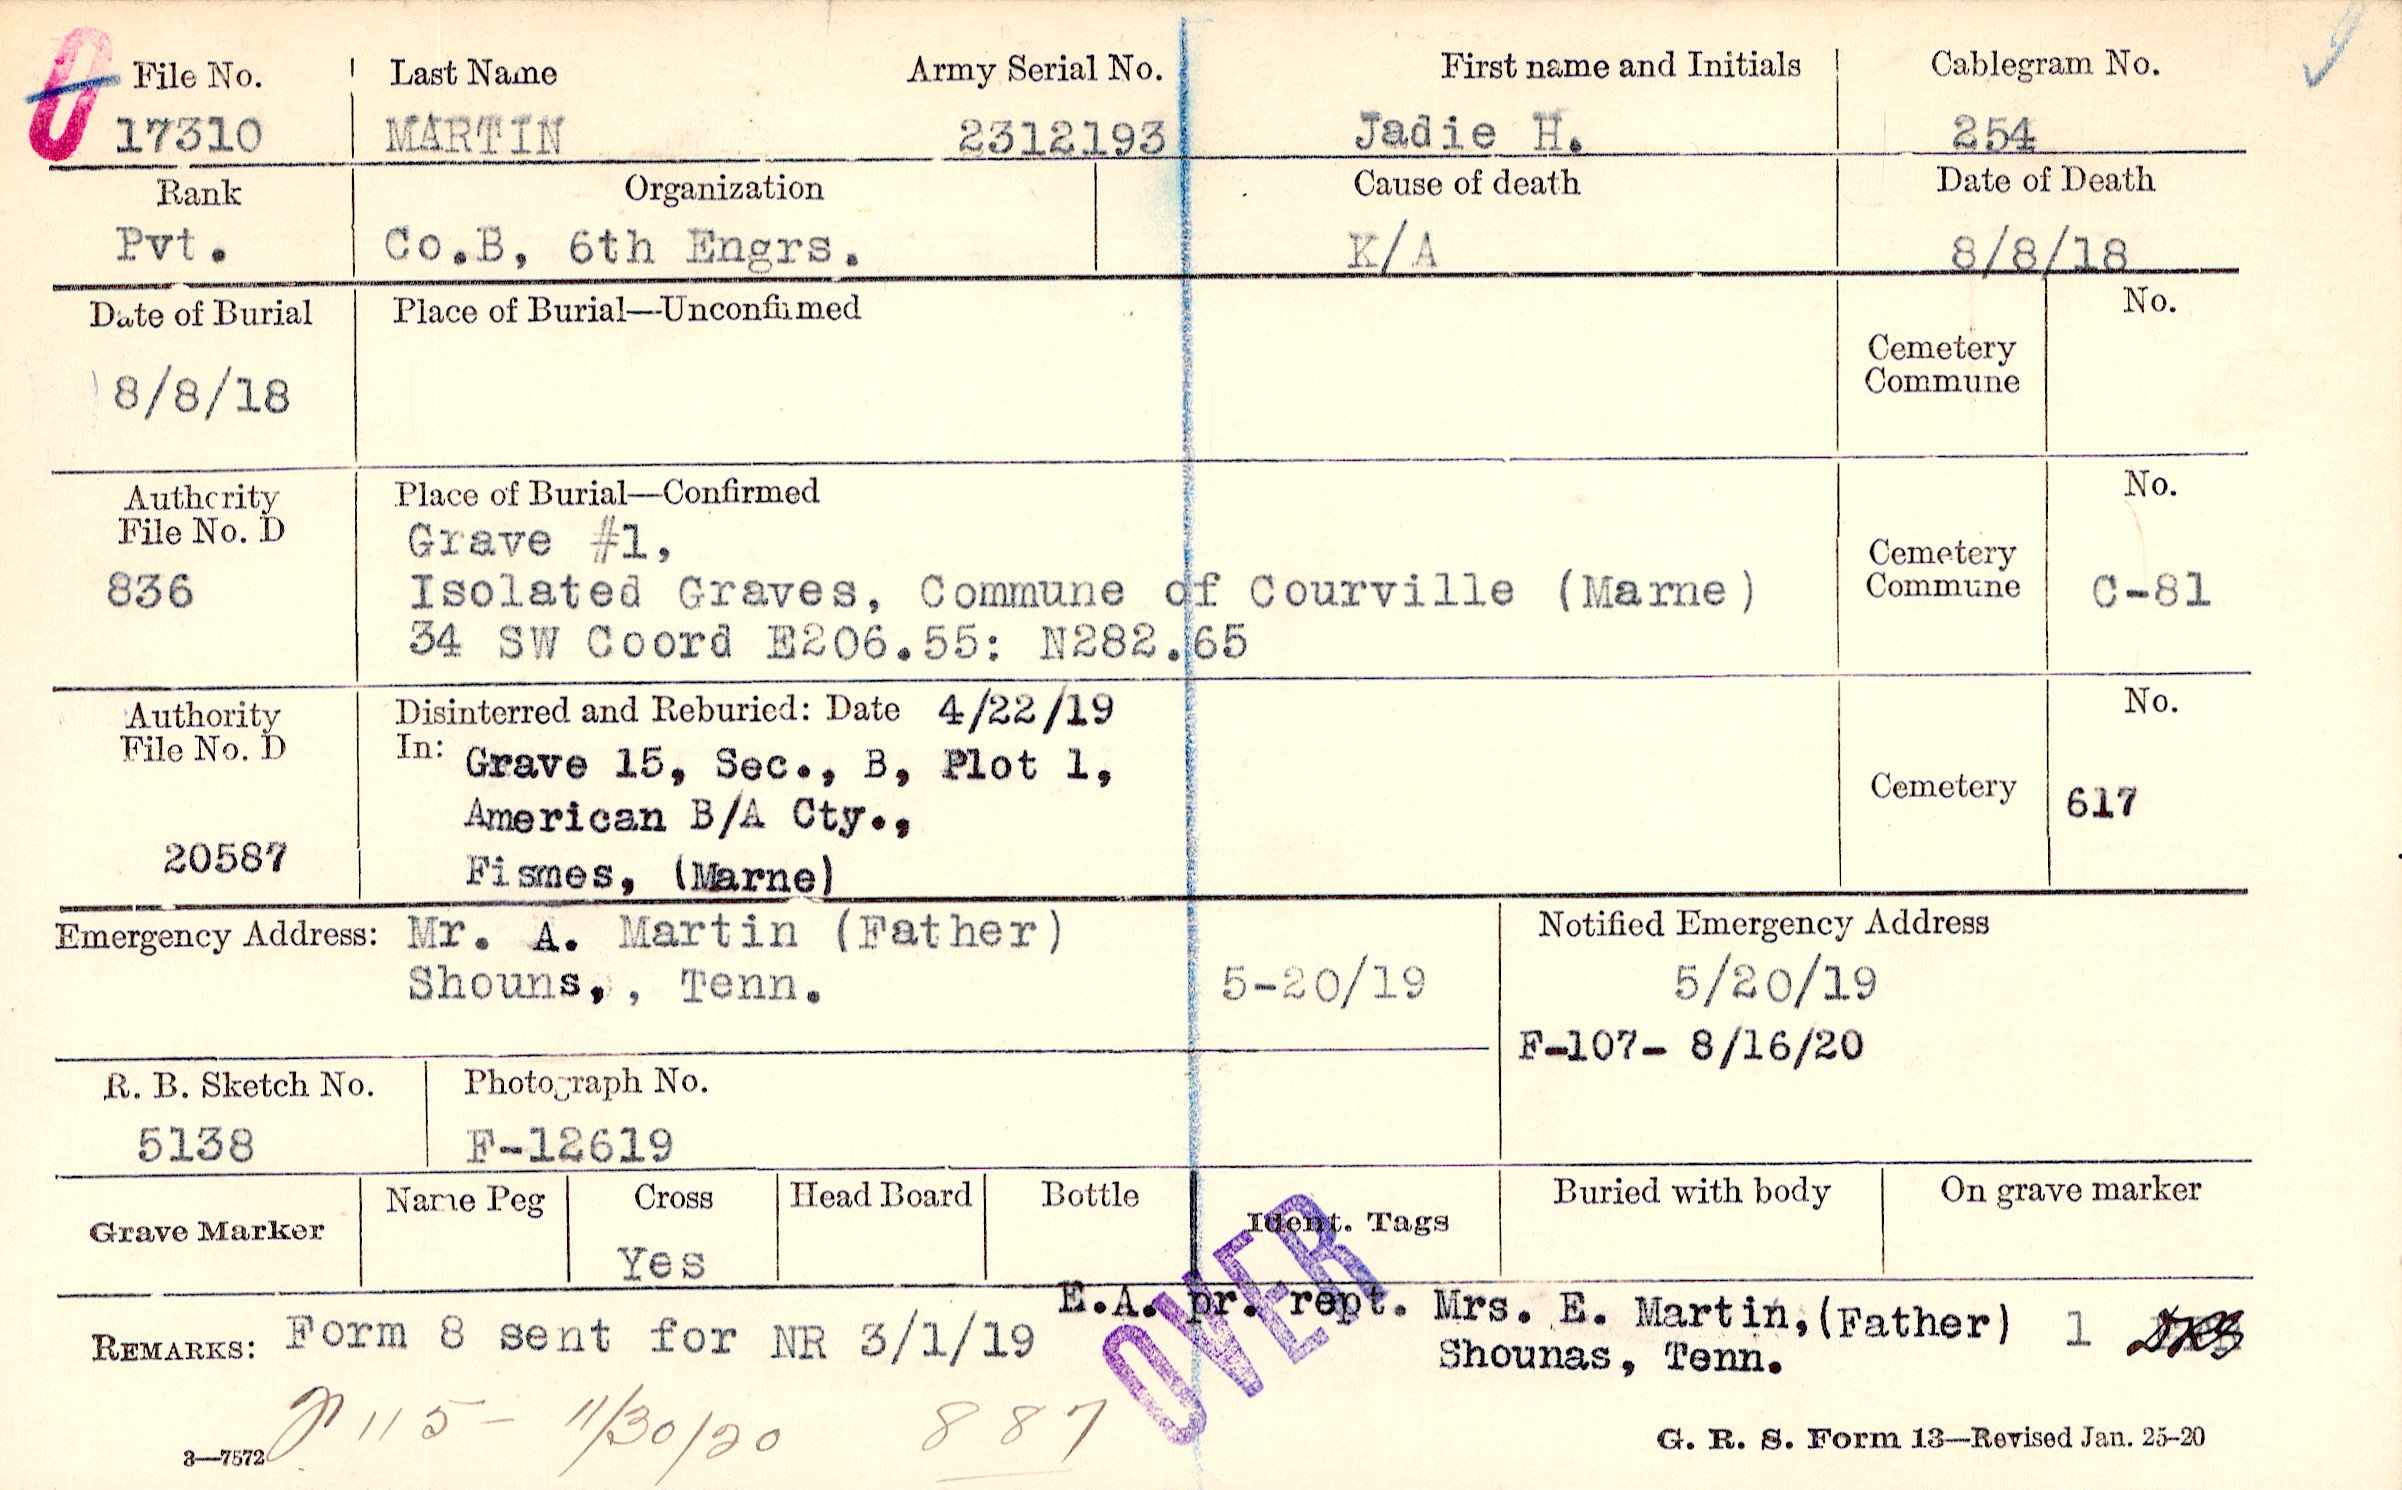 File No. Last Name Army Serial No. First name and Initials Cablegram No.
17310 MARTIN 2312193 Jadie H. 254
Rank Organization Cause of death Date of Death
Pvt. Co.B, 6th Engrs. K/A 8/8/18
Date of Burial Place of Burial—Unconfirmed No.
Cemetery
Commune
8/8/18
Authority Place of Burial—Confirmed No.
File No. D Grave #1,
Cemetery
836 Isolated Graves, Commune of Courville (Marne) Commune C-81
34 SW Coord E206.55: N282.65
Authority Disinterred and Reburied: Date 4/22/19 No.
File No. D In: Grave 15, Sec., B, Plot 1,
American B/A Cty., Cemetery 617
20587 Fismes, (Marne)
Emergency Address: Mr. A. Martin (Father) Notified Emergency Address
Shouns, , Tenn. 5-20/19 5/20/19
F-107- 8/16/20
R. B. Sketch No. Photograph No.
5138 F-12619
Grave Marker Name Peg Cross Head Board Bottle Ident. Tags Buried with body On grave marker
Yes
OVER
REMARKS: Form 8 sent for NR 3/1/19 E.A. pr. rept. Mrs. E. Martin,(Father) 1
Shounas, Tenn.
115 - 11/30/20 887
3—7572 G. R. S. Form 13—Revised Jan. 25-20